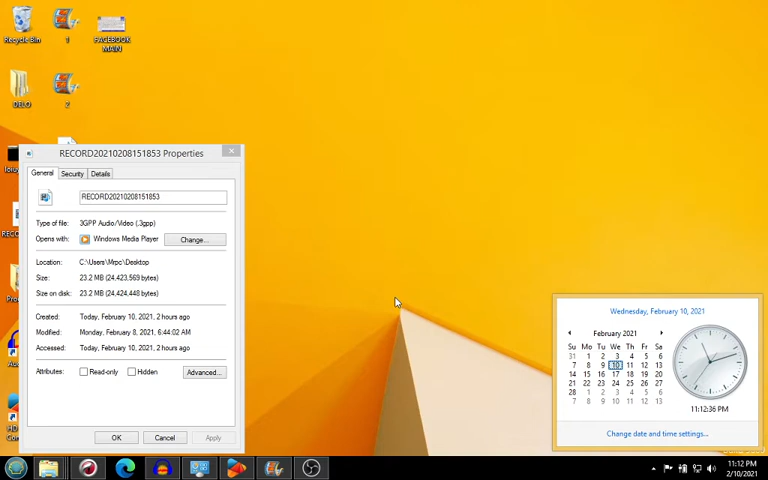 Recycle Bin
1
FACEBOOK MAIN
DELO
2
RECORD20210208151853 Properties
General Security Details
RECORD20210208151853
Type of file: 3GPP Audio/Video (.3gpp)
Opens with: Windows Media Player Change...
Location: C:\Users\Mrpc\Desktop
Size: 23.2 MB (24,423,569 bytes)
Size on disk: 23.2 MB (24,424,448 bytes)
Created: Today, February 10, 2021, 2 hours ago
Modified: Monday, February 8, 2021, 6:44:02 AM
Accessed: Today, February 10, 2021, 2 hours ago
Attributes: Read-only Hidden Advanced...
OK Cancel Apply
Wednesday, February 10, 2021
February 2021
Su Mo Tu We Th Fr Sa
31 1 2 3 4 5 6
7 8 9 10 11 12 13
14 15 16 17 18 19 20
21 22 23 24 25 26 27
28 1 2 3 4 5 6
7 8 9 10 11 12 13
11:12:36 PM
Change date and time settings...
11:12 PM
2/10/2021